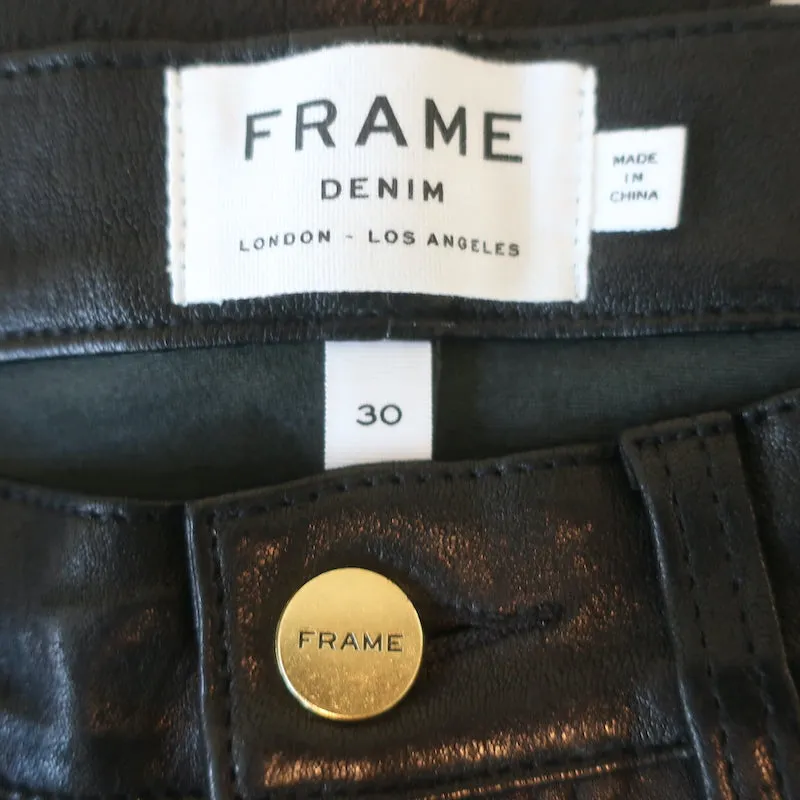 FRAME
DENIM
LONDON - LOS ANGELES
MADE
IN
CHINA
30
FRAME